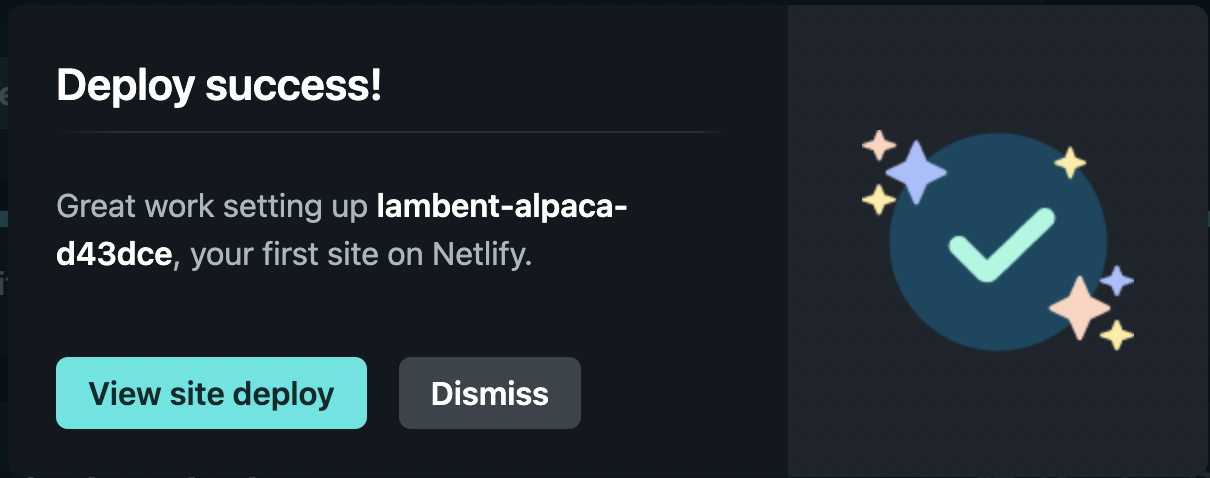 Deploy success!
Great work setting up lambent-alpaca-
d43dce, your first site on Netlify.
View site deploy
Dismiss